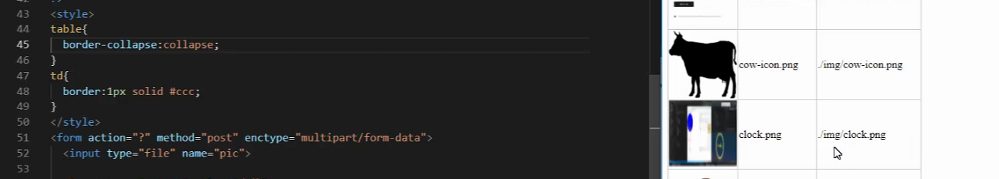 43 <style>
44 table{
45 border-collapse:collapse;
46 }
47 td{
48 border:1px solid #ccc;
49 }
50 </style>
51 <form action="?" method="post" enctype="multipart/form-data">
52 <input type="file" name="pic">
53
cow-icon.png ./img/cow-icon.png
clock.png ./img/clock.png